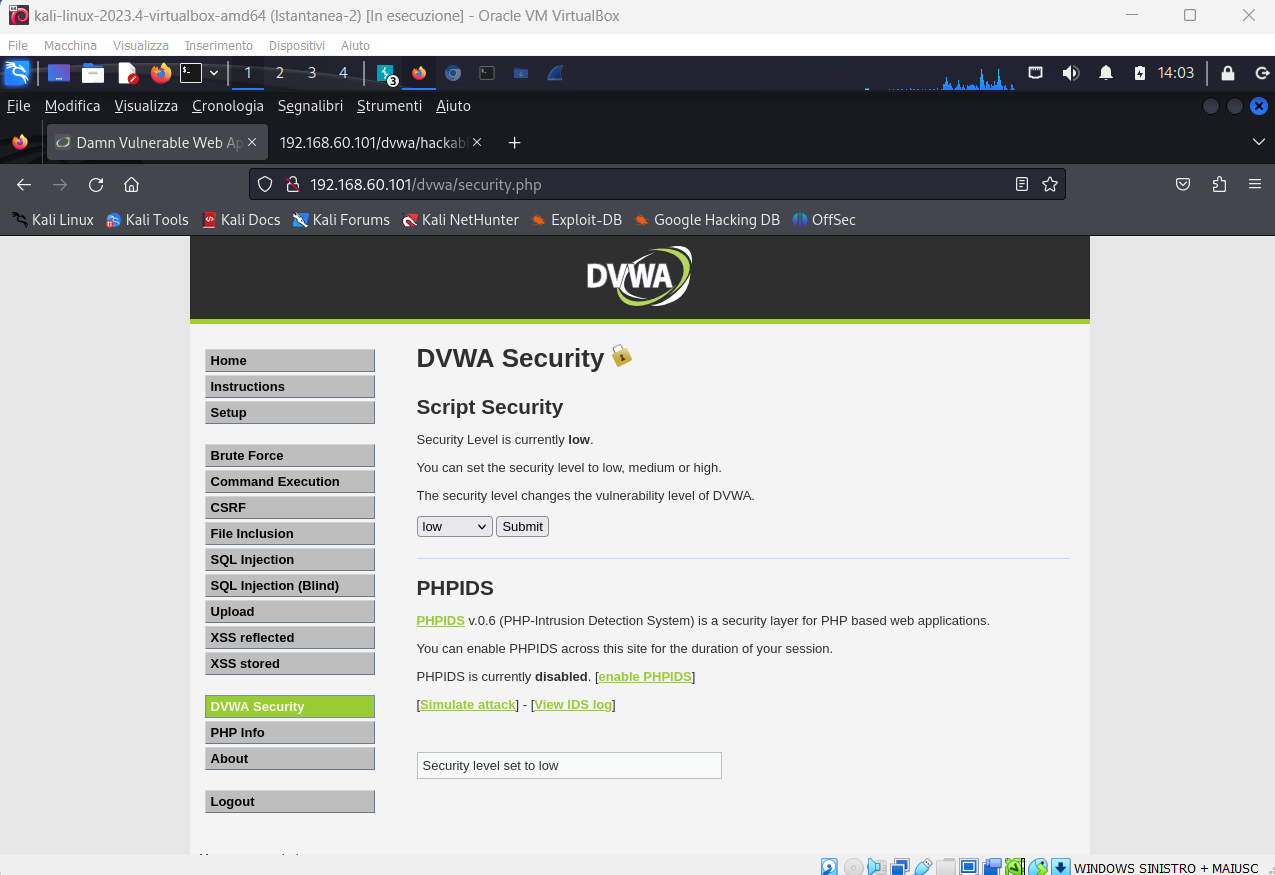 kali-linux-2023.4-virtualbox-amd64 (Istantanea-2) [In esecuzione] - Oracle VM VirtualBox
File Macchina Visualizza Inserimento Dispositivi Aiuto
1 2 3 4 3 14:03
File Modifica Visualizza Cronologia Segnalibri Strumenti Aiuto
Damn Vulnerable Web Ap 192.168.60.101/dvwa/hackab
192.168.60.101/dvwa/security.php
Kali Linux Kali Tools Kali Docs Kali Forums Kali NetHunter Exploit-DB Google Hacking DB OffSec
DVWA
Home
Instructions
Setup
Brute Force
Command Execution
CSRF
File Inclusion
SQL Injection
SQL Injection (Blind)
Upload
XSS reflected
XSS stored
DVWA Security
PHP Info
About
Logout
DVWA Security
Script Security
Security Level is currently low.
You can set the security level to low, medium or high.
The security level changes the vulnerability level of DVWA.
low Submit
PHPIDS
PHPIDS v.0.6 (PHP-Intrusion Detection System) is a security layer for PHP based web applications.
You can enable PHPIDS across this site for the duration of your session.
PHPIDS is currently disabled. [enable PHPIDS]
[Simulate attack] - [View IDS log]
Security level set to low
WINDOWS SINISTRO + MAIUSC